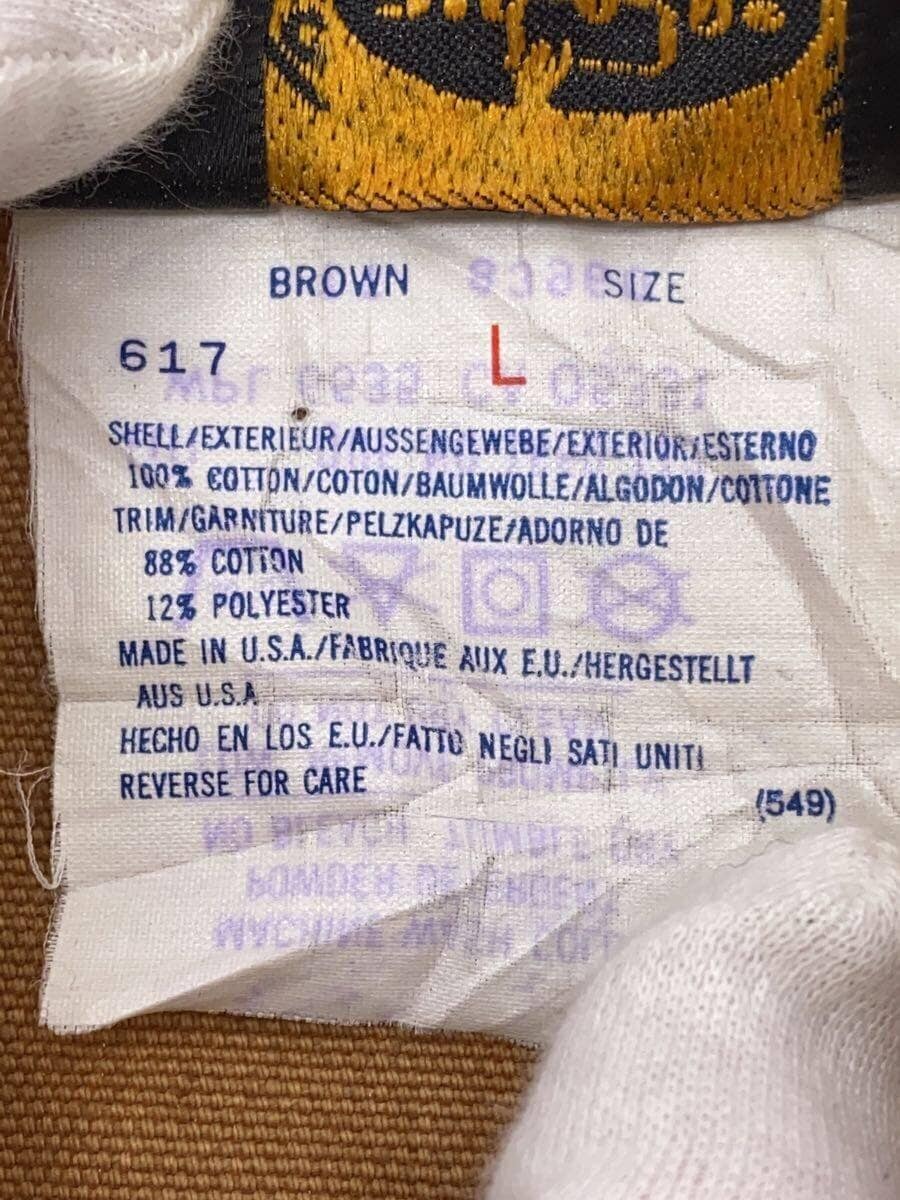 BROWN SIZE
617 L
SHELL/EXTERIEUR/AUSSENGEWEBE/EXTERIOR/ESTERNO
100% COTTON/COTON/BAUMWOLLE/ALGODON/COTTONE
TRIM/GARNITURE/PELZKAPUZE/ADORNO DE
88% COTTON
12% POLYESTER
MADE IN U.S.A./FABRIQUE AUX E.U./HERGESTELLT
AUS U.S.A
HECHO EN LOS E.U./FATTO NEGLI SATI UNITI
REVERSE FOR CARE
(549)